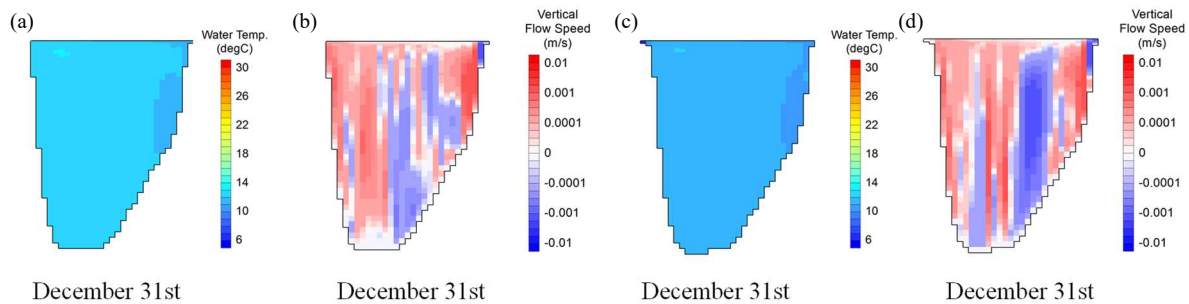 (a)
Water Temp.
(degC)
30
26
22
18
14
10
6
December 31st
(b)
Vertical
Flow Speed
(m/s)
0.01
0.001
0.0001
0
-0.0001
-0.001
-0.01
December 31st
(c)
Water Temp.
(degC)
30
26
22
18
14
10
6
December 31st
(d)
Vertical
Flow Speed
(m/s)
0.01
0.001
0.0001
0
-0.0001
-0.001
-0.01
December 31st